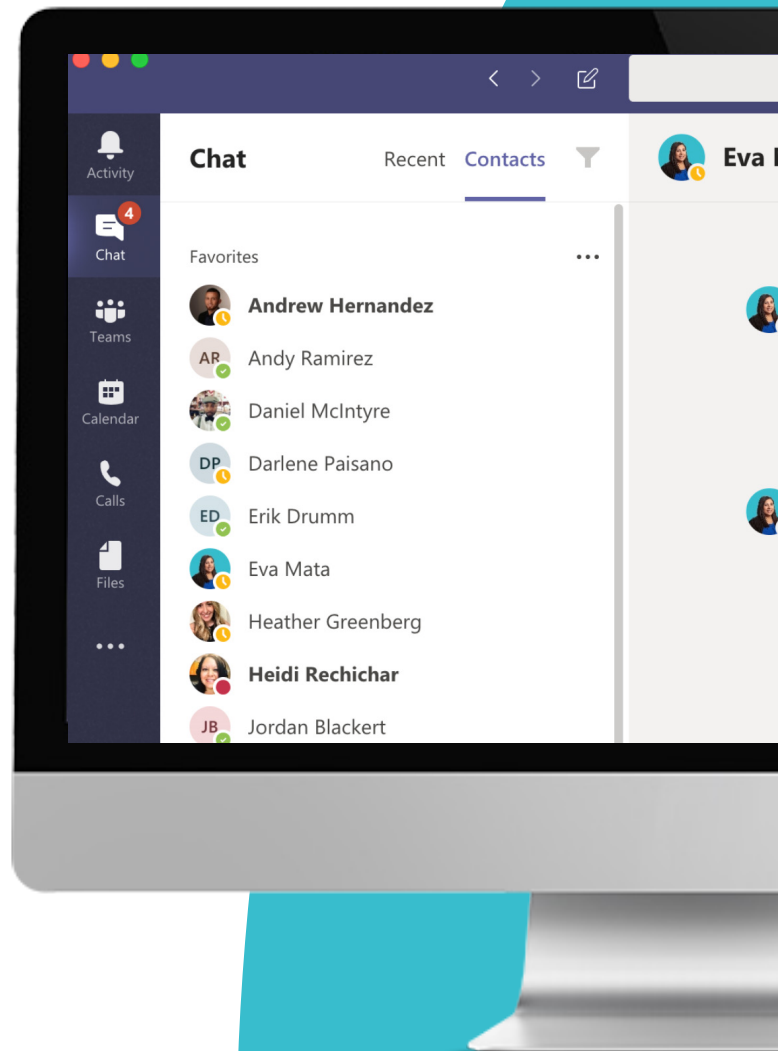 Activity
Chat
4
Chat
Teams
Calendar
Calls
Files
Chat
Recent Contacts
Favorites
Andrew Hernandez
AR Andy Ramirez
Daniel McIntyre
DP Darlene Paisano
ED Erik Drumm
Eva Mata
Heather Greenberg
Heidi Rechichar
JB Jordan Blackert
Eva